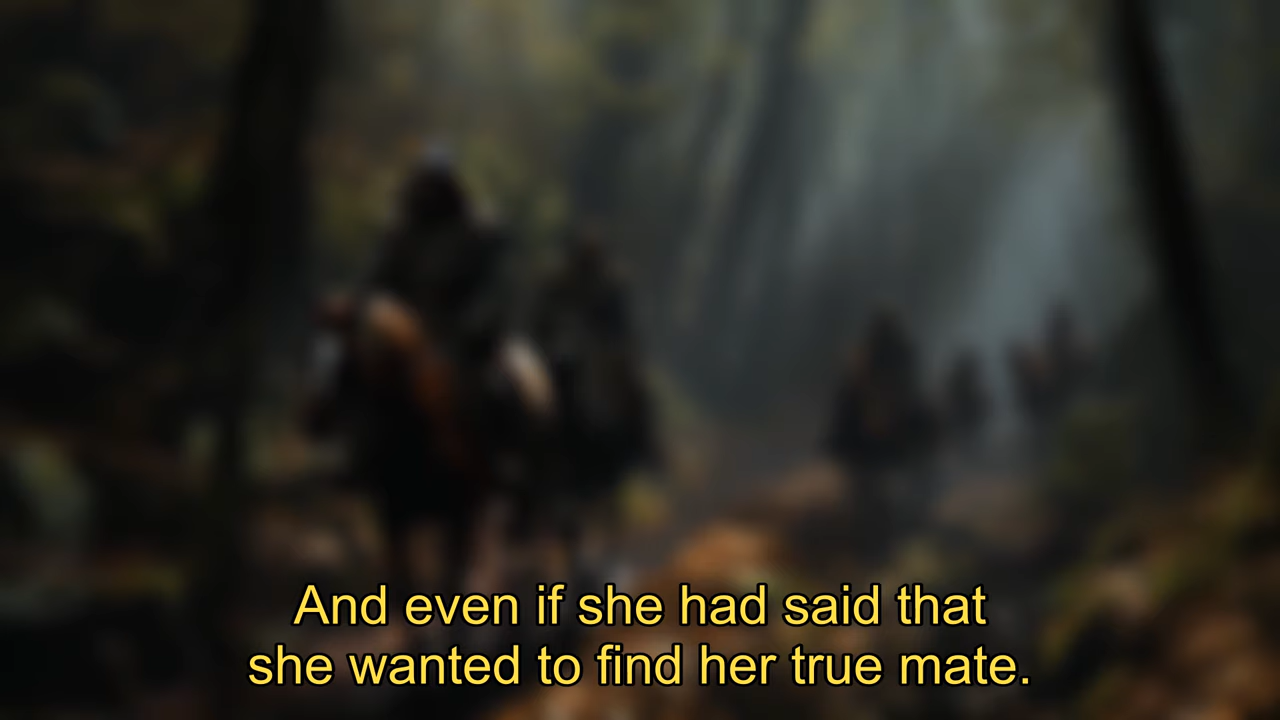 And even if she had said that
she wanted to find her true mate.